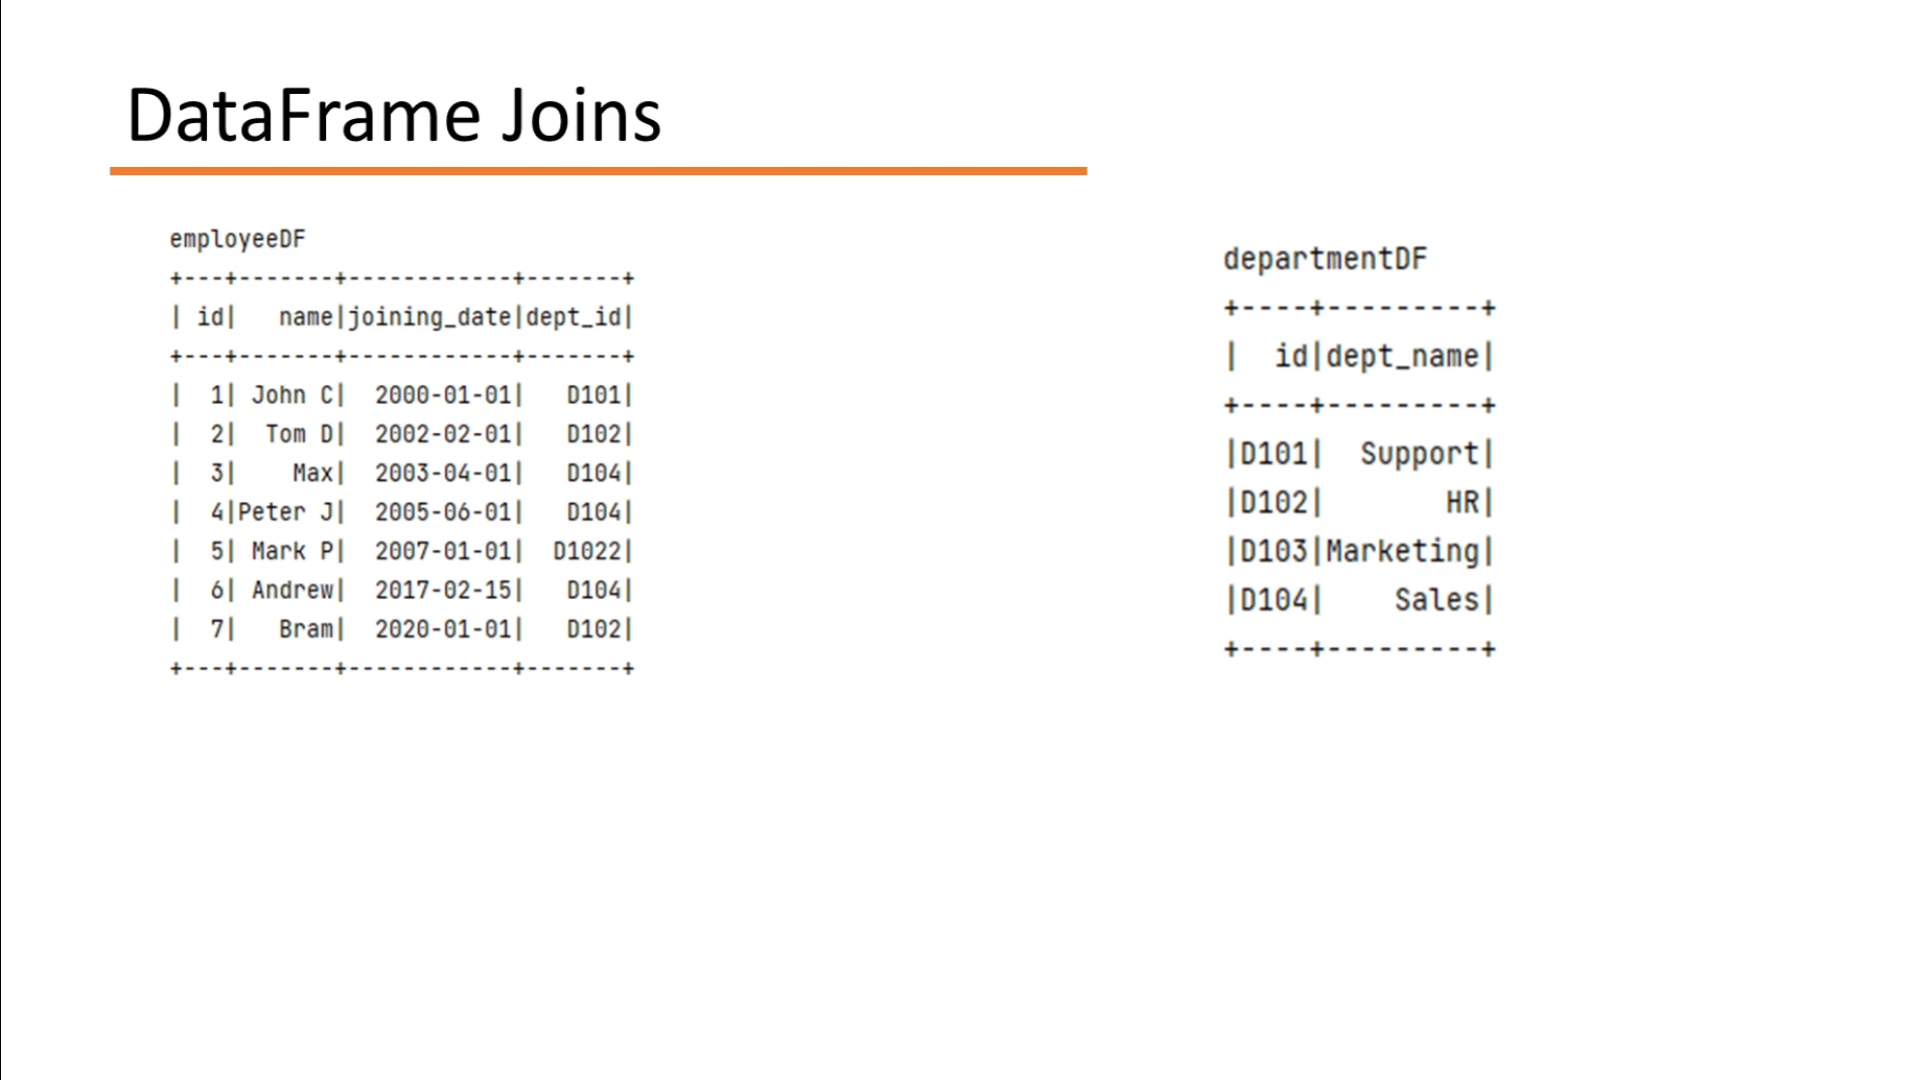 DataFrame Joins
employeeDF
+---+-------+------------+-------+
| id|   name|joining_date|dept_id|
+---+-------+------------+-------+
|  1| John C|  2000-01-01|   D101|
|  2|  Tom D|  2002-02-01|   D102|
|  3|    Max|  2003-04-01|   D104|
|  4|Peter J|  2005-06-01|   D104|
|  5| Mark P|  2007-01-01|  D1022|
|  6| Andrew|  2017-02-15|   D104|
|  7|   Bram|  2020-01-01|   D102|
+---+-------+------------+-------+
departmentDF
+----+---------+
|  id|dept_name|
+----+---------+
|D101|  Support|
|D102|       HR|
|D103|Marketing|
|D104|    Sales|
+----+---------+